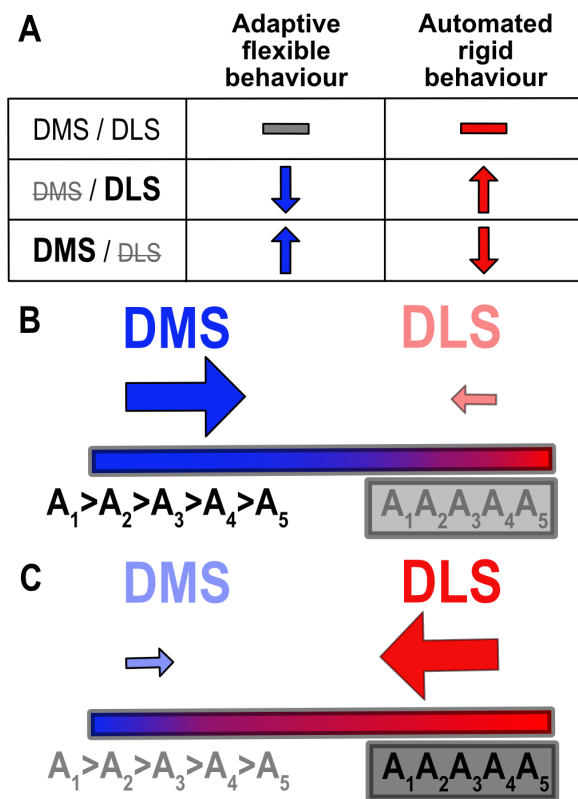 A
Adaptive flexible behaviour
Automated rigid behaviour
DMS / DLS
DMS / DLS
DMS / DLS
B
DMS DLS
A₁>A₂>A₃>A₄>A₅ A₁A₂A₃A₄A₅
C
DMS DLS
A₁>A₂>A₃>A₄>A₅ A₁A₂A₃A₄A₅